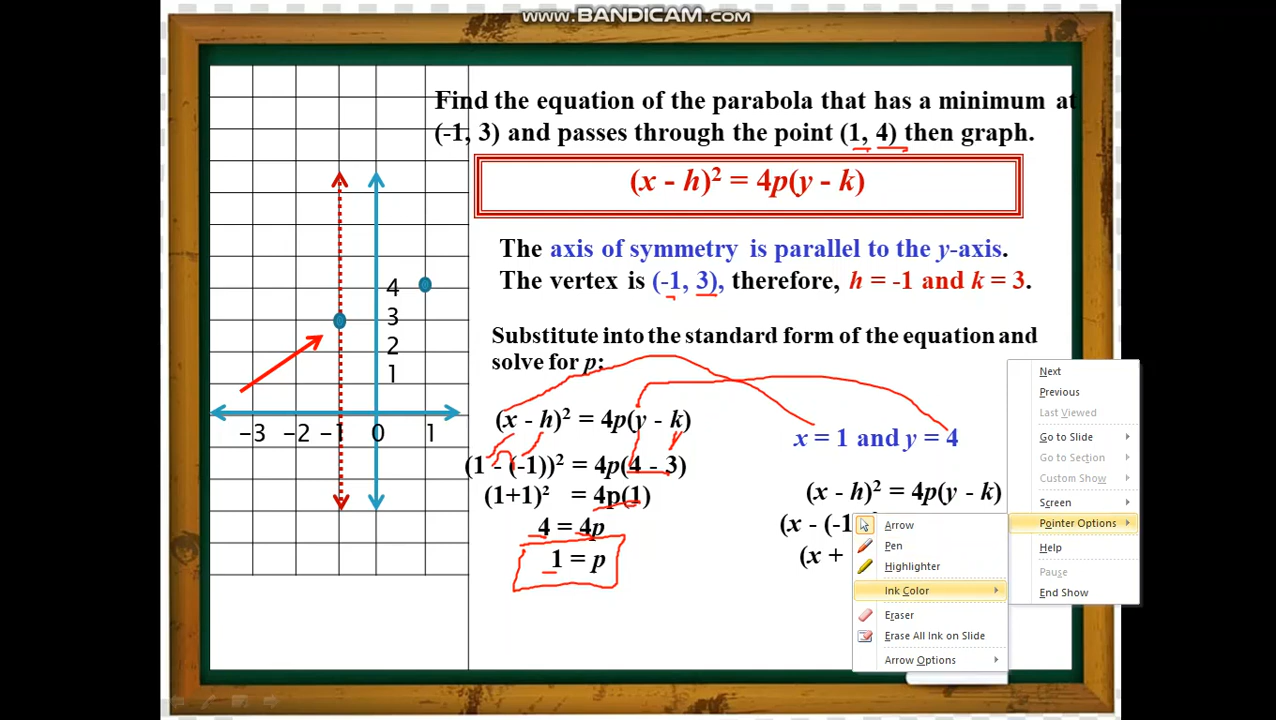 www.BANDICAM.com
Find the equation of the parabola that has a minimum at
(-1, 3) and passes through the point (1, 4) then graph.
(x - h)² = 4p(y - k)
The axis of symmetry is parallel to the y-axis.
The vertex is (-1, 3), therefore, h = -1 and k = 3.
Substitute into the standard form of the equation and
solve for p:
(x - h)² = 4p(y - k)
x = 1 and y = 4
(1 - (-1))² = 4p(4 - 3)
(1+1)² = 4p(1)
4 = 4p
1 = p
(x - h)² = 4p(y - k)
(x - (-1
(x +
4
3
2
1
-3 -2 -1 0 1
Next
Previous
Last Viewed
Go to Slide
Go to Section
Custom Show
Screen
Pointer Options
Help
Pause
End Show
Arrow
Pen
Highlighter
Ink Color
Eraser
Erase All Ink on Slide
Arrow Options